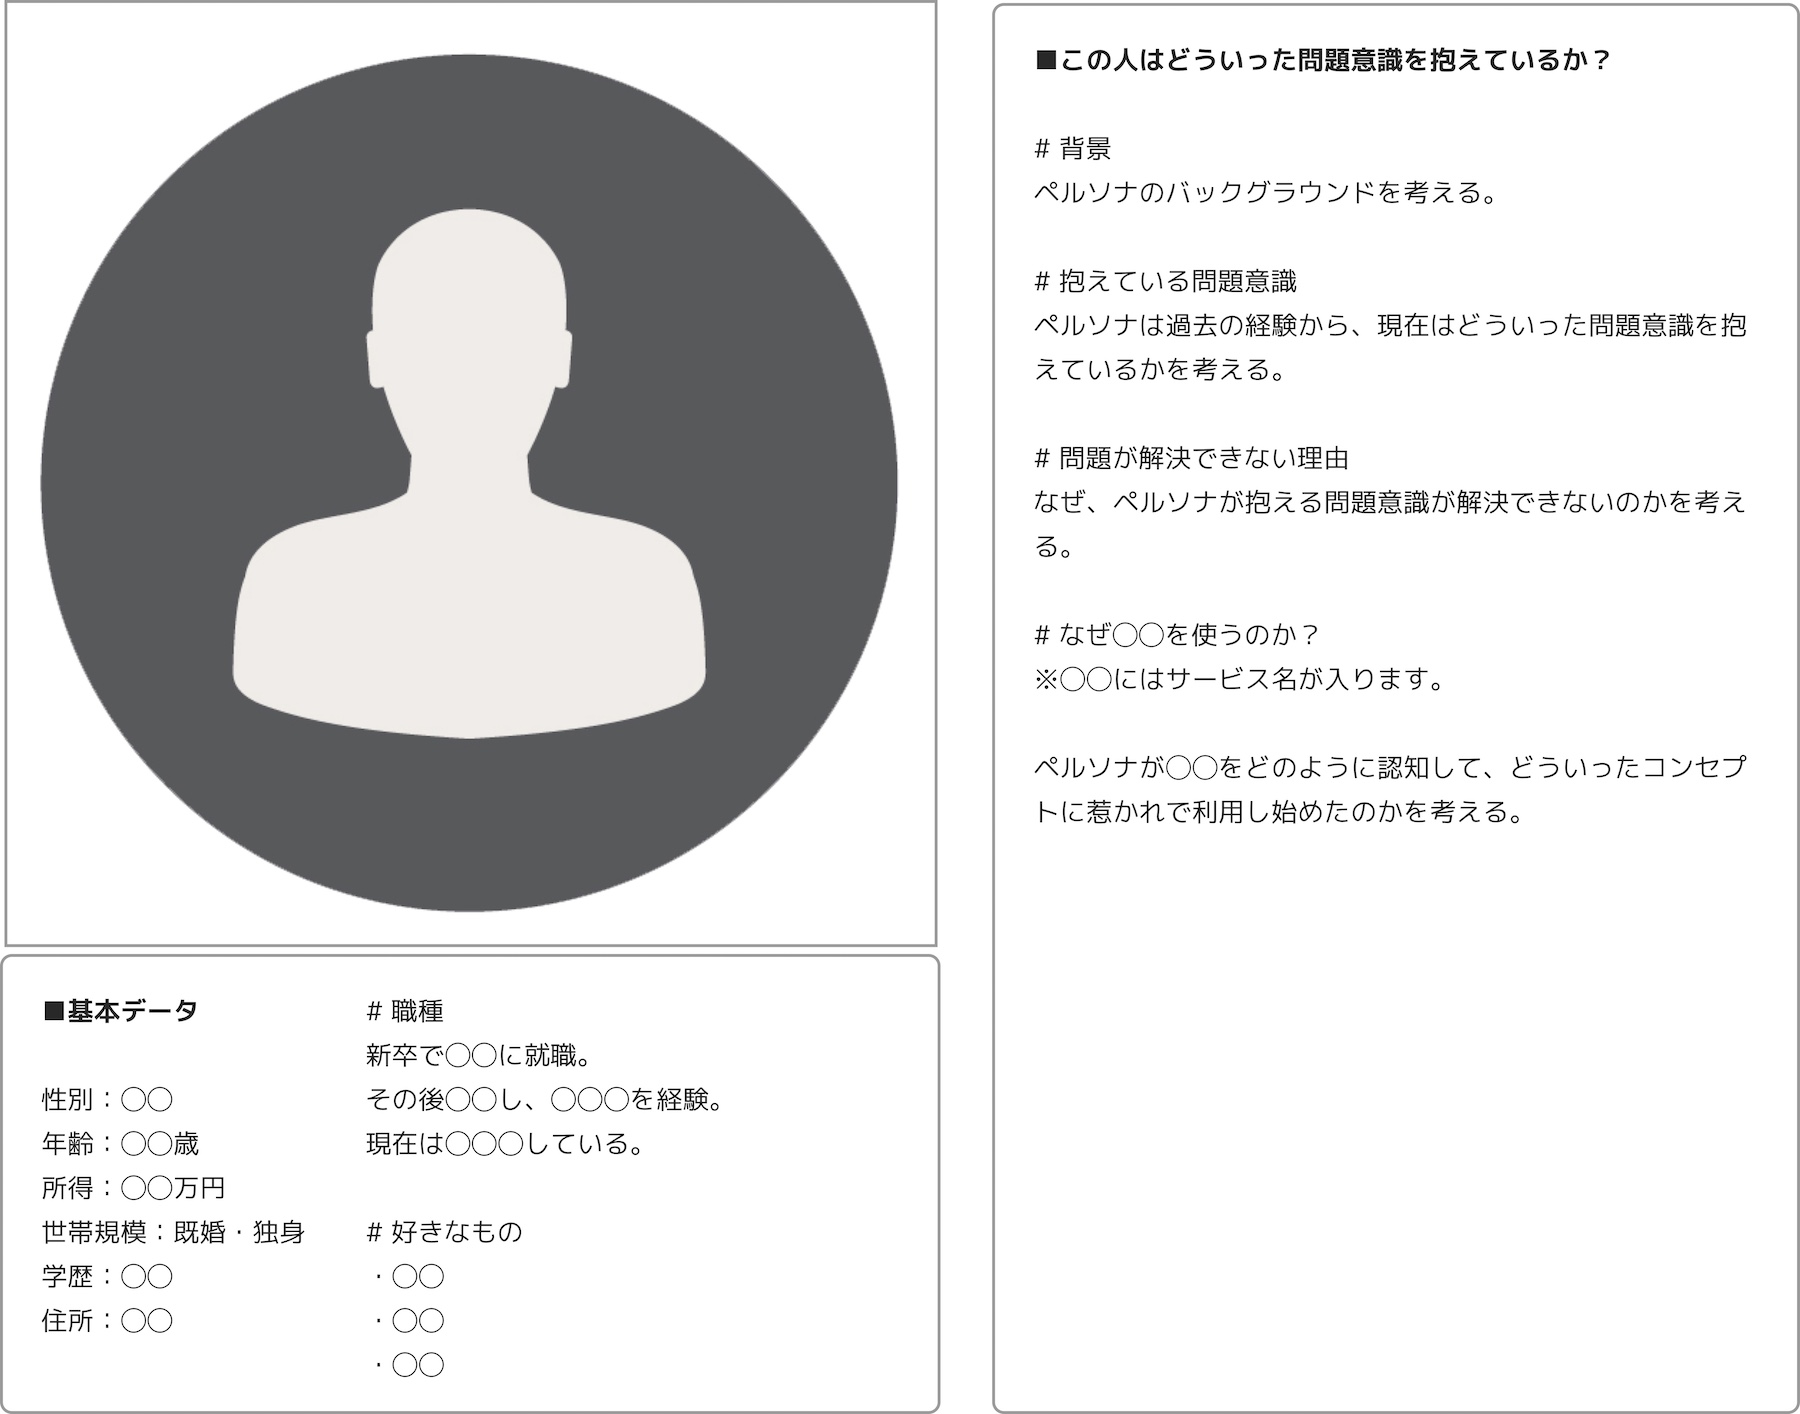 ■この人はどういった問題意識を抱えているか？
# 背景
ペルソナのバックグラウンドを考える。
# 抱えている問題意識
ペルソナは過去の経験から、現在はどういった問題意識を抱
えているかを考える。
# 問題が解決できない理由
なぜ、ペルソナが抱える問題意識が解決できないのかを考え
る。
# なぜ◯◯を使うのか？
※◯◯にはサービス名が入ります。
ペルソナが◯◯をどのように認知して、どういったコンセプ
トに惹かれで利用し始めたのかを考える。
■基本データ
性別：◯◯
年齢：◯◯歳
所得：◯◯万円
世帯規模：既婚・独身
学歴：◯◯
住所：◯◯
# 職種
新卒で◯◯に就職。
その後◯◯し、◯◯◯を経験。
現在は◯◯◯している。
# 好きなもの
・◯◯
・◯◯
・◯◯